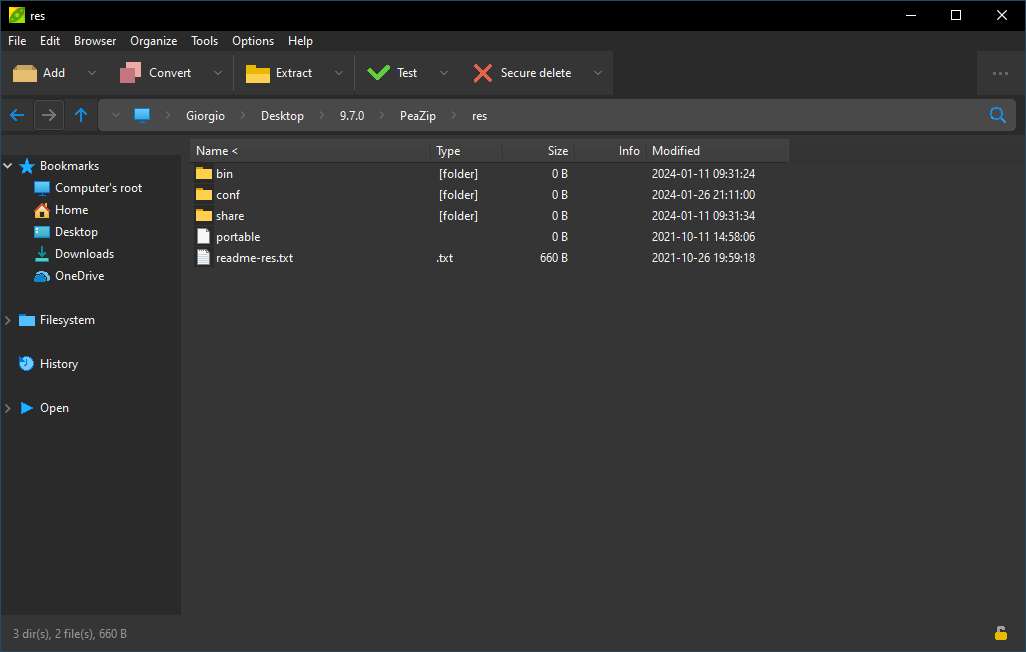 res
File Edit Browser Organize Tools Options Help
Add Convert Extract Test Secure delete ...
Giorgio > Desktop > 9.7.0 > PeaZip > res
Name < Type Size Info Modified
Bookmarks
Computer's root
Home
Desktop
Downloads
OneDrive
Filesystem
History
Open
bin [folder] 0 B 2024-01-11 09:31:24
conf [folder] 0 B 2024-01-26 21:11:00
share [folder] 0 B 2024-01-11 09:31:34
portable 0 B 2021-10-11 14:58:06
readme-res.txt .txt 660 B 2021-10-26 19:59:18
3 dir(s), 2 file(s), 660 B